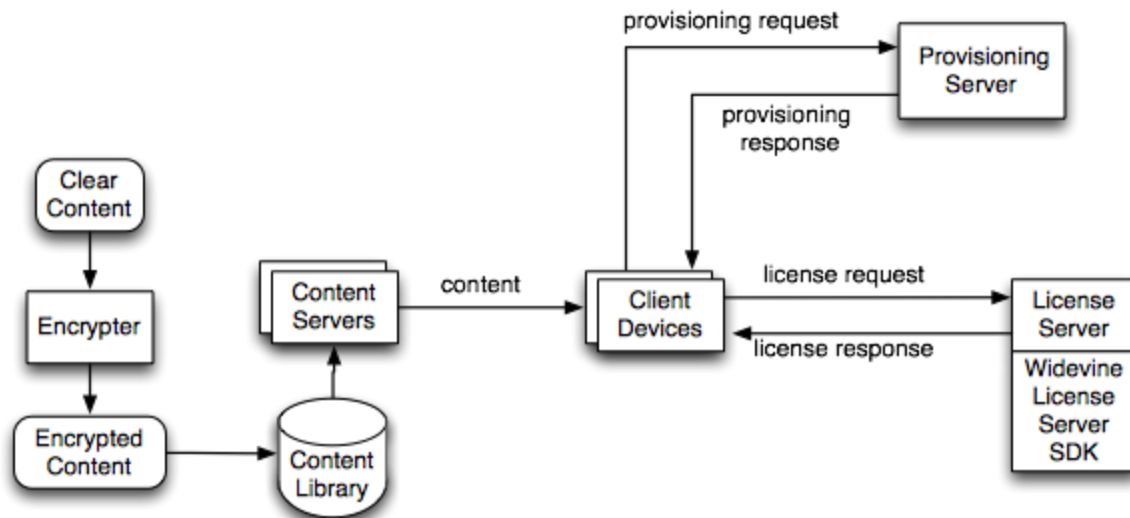 provisioning request
Provisioning
Server
provisioning
response
Clear
Content
Encrypter
Encrypted
Content
Content
Library
Content
Servers
content
Client
Devices
license request
license response
License
Server
Widevine
License
Server
SDK